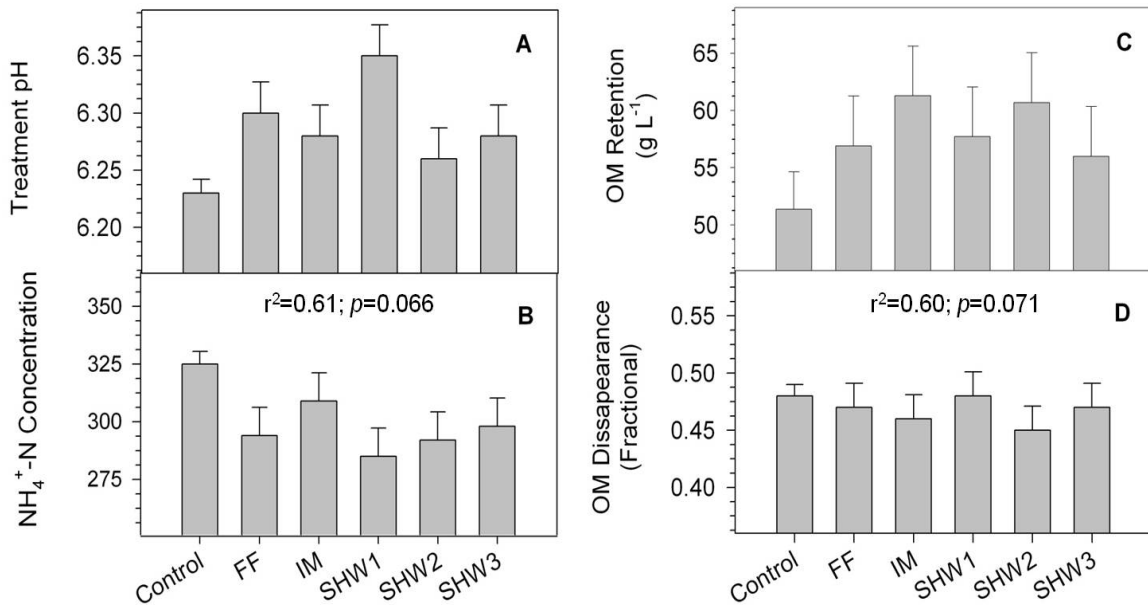 Treatment pH
6.35
6.30
6.25
6.20
A
NH₄⁺-N Concentration
350
325
300
275
r²=0.61; p=0.066
B
Control
FF
IM
SHW1
SHW2
SHW3
OM Retention
(g L⁻¹)
65
60
55
50
C
OM Dissapearance
(Fractional)
0.55
0.50
0.45
0.40
r²=0.60; p=0.071
D
Control
FF
IM
SHW1
SHW2
SHW3